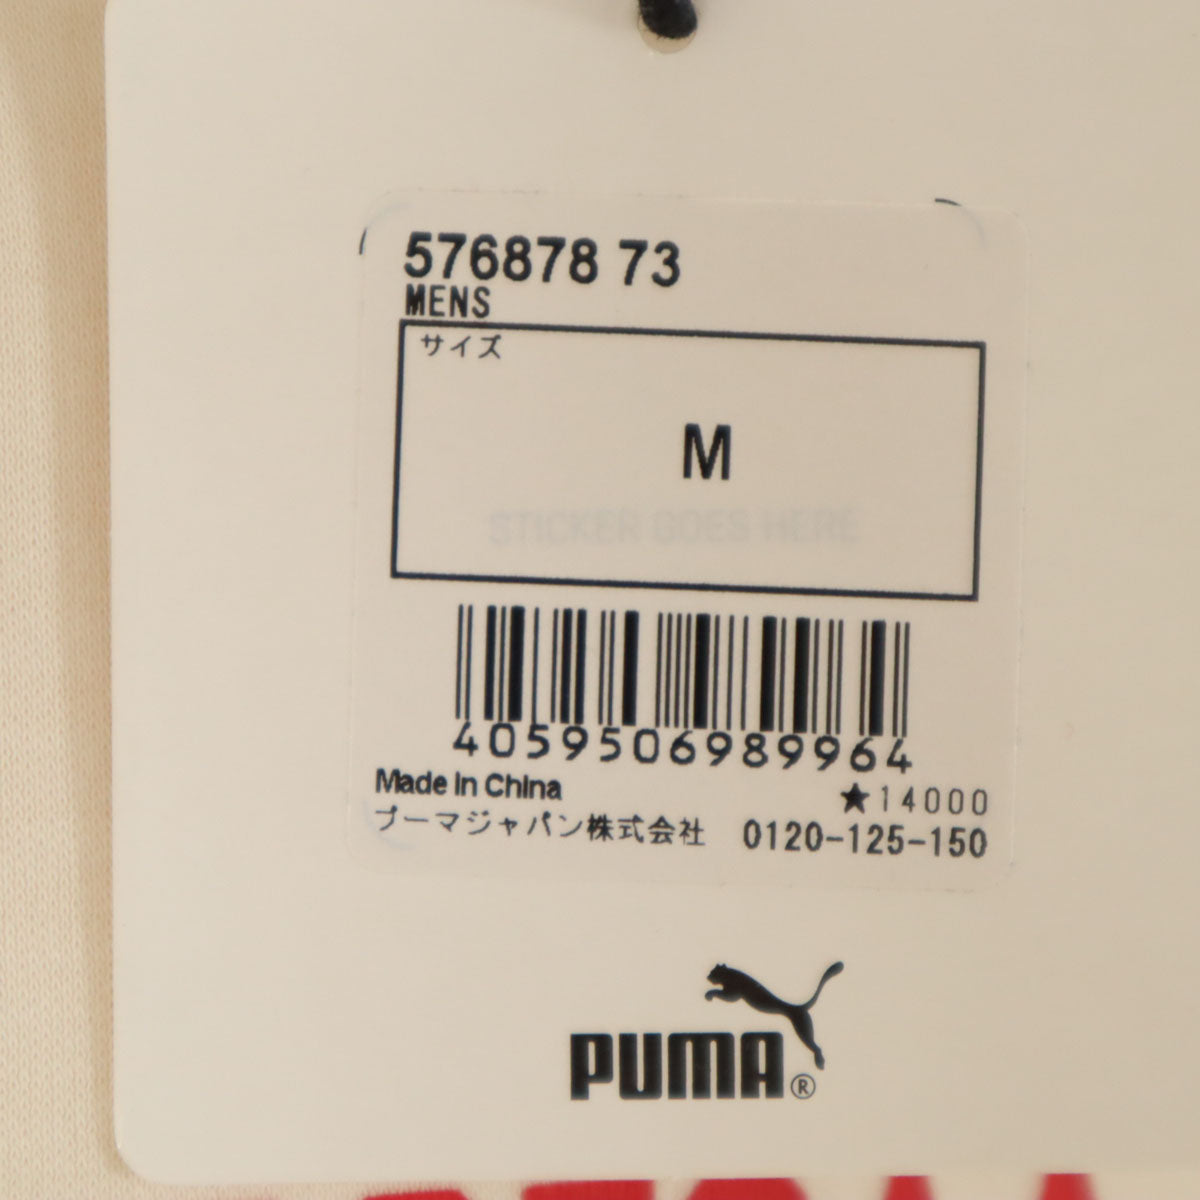 576878 73
MENS
サイズ
M
STICKER GOES HERE
4059506989964
Made in China
★14000
プーマジャパン株式会社 0120-125-150
PUMA®